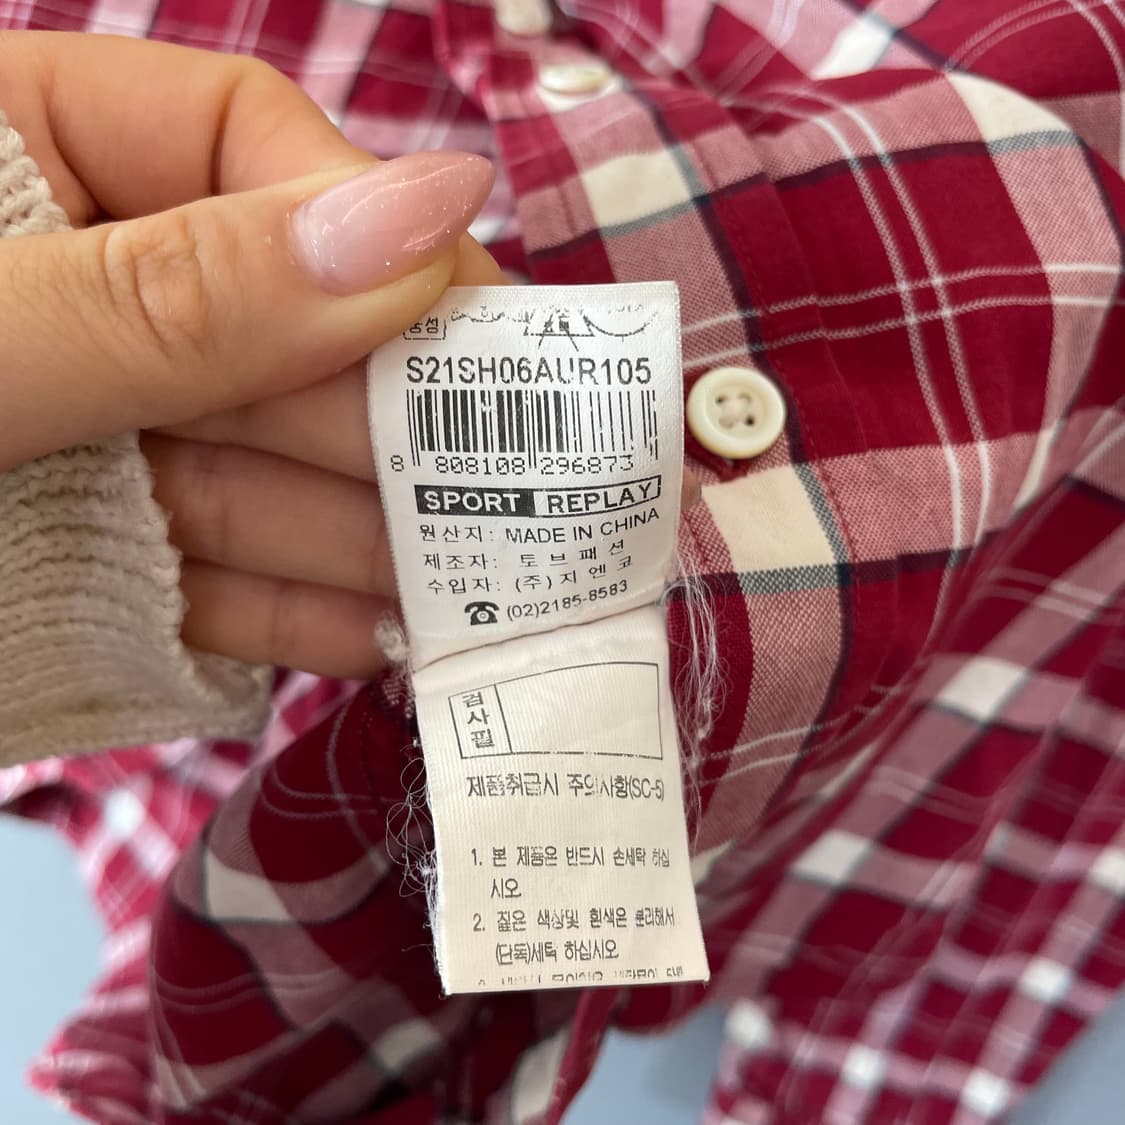 중성
S21SH06AUR105
8 808108 296873
SPORT REPLAY
원산지: MADE IN CHINA
제조자: 토브패션
수입자: (주)지엔코
☎ (02)2185-8583
검사필
제품취급시 주의사항(SC-5)
1. 본 제품은 반드시 손세탁 하십
시오.
2. 짙은 색상및 흰색은 분리해서
(단독)세탁 하십시오